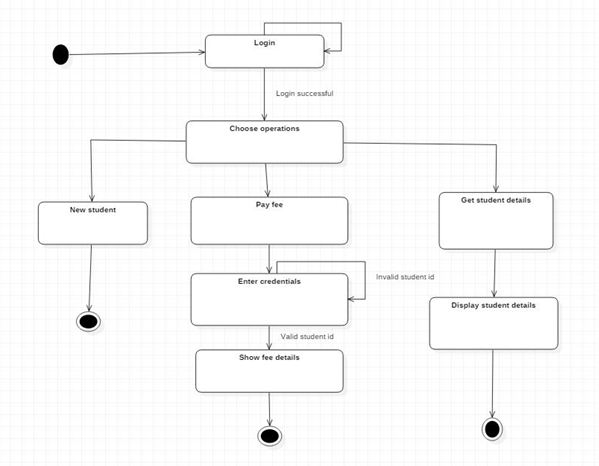 Login
Login successful
Choose operations
New student
Pay fee
Get student details
Enter credentials
Invalid student id
Display student details
Valid student id
Show fee details